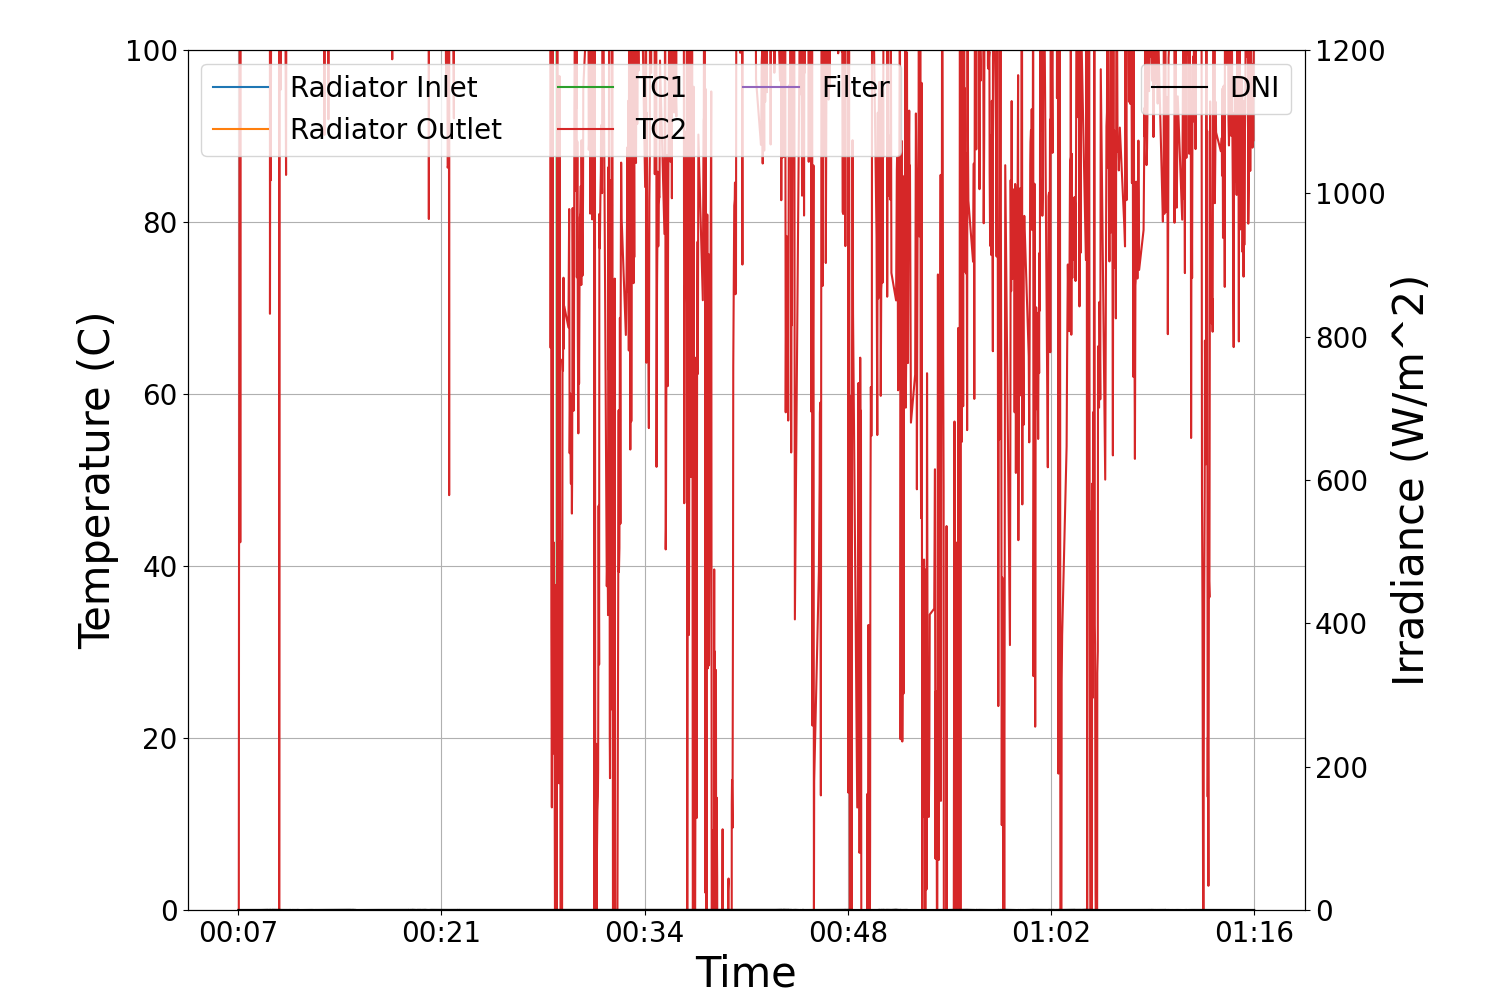 100
80
60
40
20
0
Temperature (C)
Radiator Inlet
Radiator Outlet
TC1
TC2
Filter
DNI
1200
1000
800
600
400
200
0
Irradiance (W/m^2)
00:07
00:21
00:34
00:48
01:02
01:16
Time